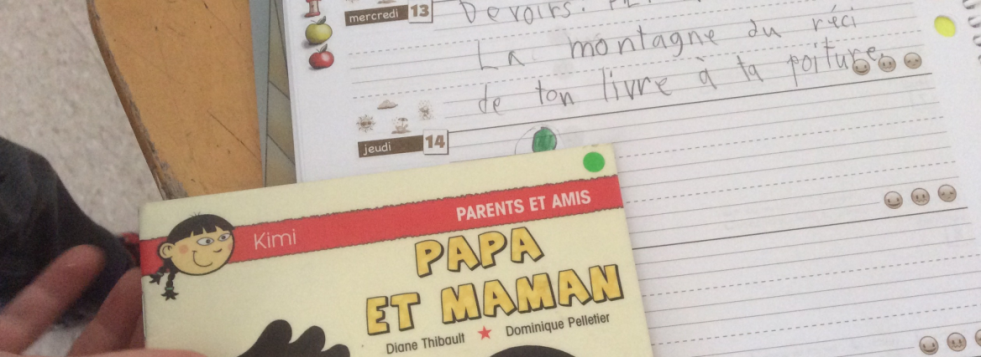 mercredi 13
Devoirs:
La montagne du réci
de ton livre à ta poiture
jeudi 14
Kimi
PARENTS ET AMIS
PAPA
ET MAMAN
Diane Thibault ★ Dominique Pelletier